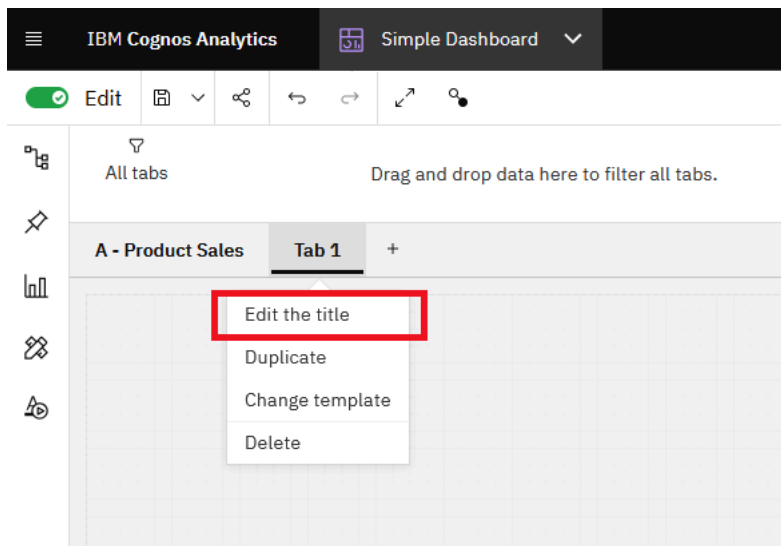 IBM Cognos Analytics
Simple Dashboard
Edit
All tabs
Drag and drop data here to filter all tabs.
A - Product Sales
Tab 1
+
Edit the title
Duplicate
Change template
Delete